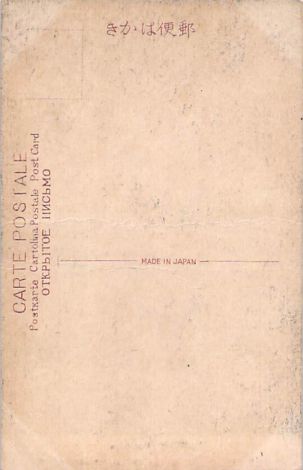 きかは便郵
CARTE POSTALE
Postkarte Cartolina Postale Post Card
ОТКРЫТОЕ ПИСЬМО
MADE IN JAPAN